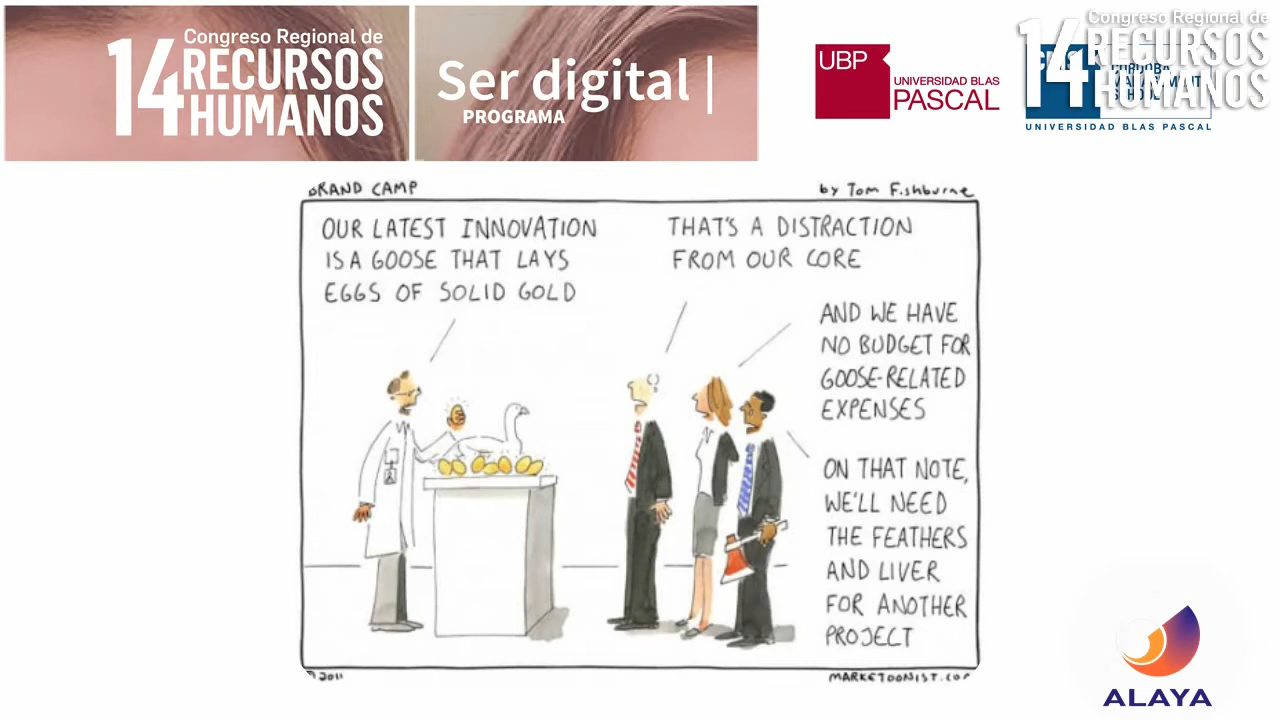 Congreso Regional de
14 RECURSOS
HUMANOS
Ser digital |
PROGRAMA
UBP
UNIVERSIDAD BLAS
PASCAL
Congreso Regional de
14 RECURSOS
HUMANOS
UNIVERSIDAD BLAS PASCAL
BRAND CAMP
by Tom Fishburne
OUR LATEST INNOVATION
IS A GOOSE THAT LAYS
EGGS OF SOLID GOLD
THAT'S A DISTRACTION
FROM OUR CORE
AND WE HAVE
NO BUDGET FOR
GOOSE-RELATED
EXPENSES
ON THAT NOTE,
WE'LL NEED
THE FEATHERS
AND LIVER
FOR ANOTHER
PROJECT
© 2011
MARKETOONIST.COM
ALAYA